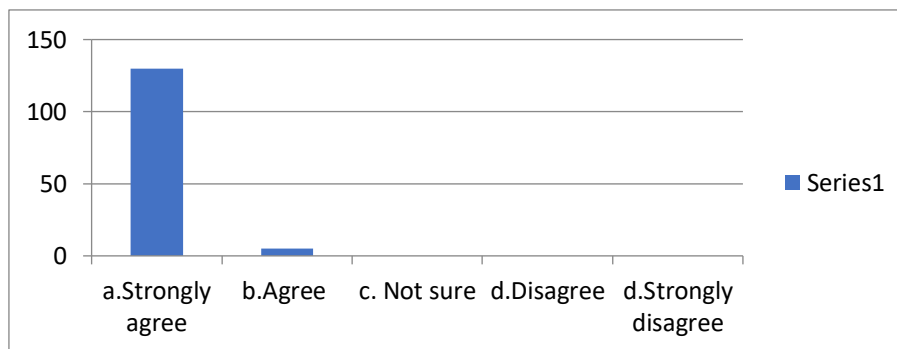 150
100
50
0
a.Strongly agree
b.Agree
c. Not sure
d.Disagree
d.Strongly disagree
Series1